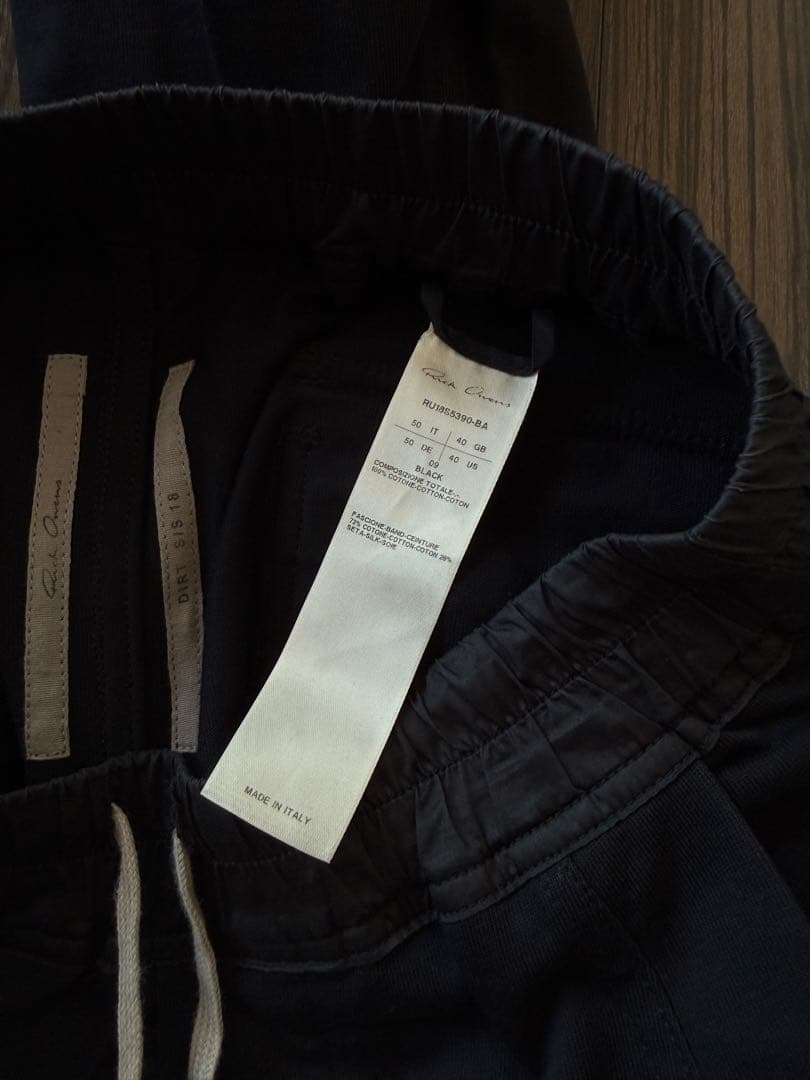 Rick Owens
DIRT S/S 18
Rick Owens
RU18S5390-BA
50 IT 40 GB
50 DE 40 US
09
BLACK
COMPOSIZIONE TOTALE...
100% COTONE-COTTON-COTON
FASCIONE-BAND-CEINTURE
72% COTONE-COTTON-COTON 28%
SETA-SILK-SOIE
MADE IN ITALY